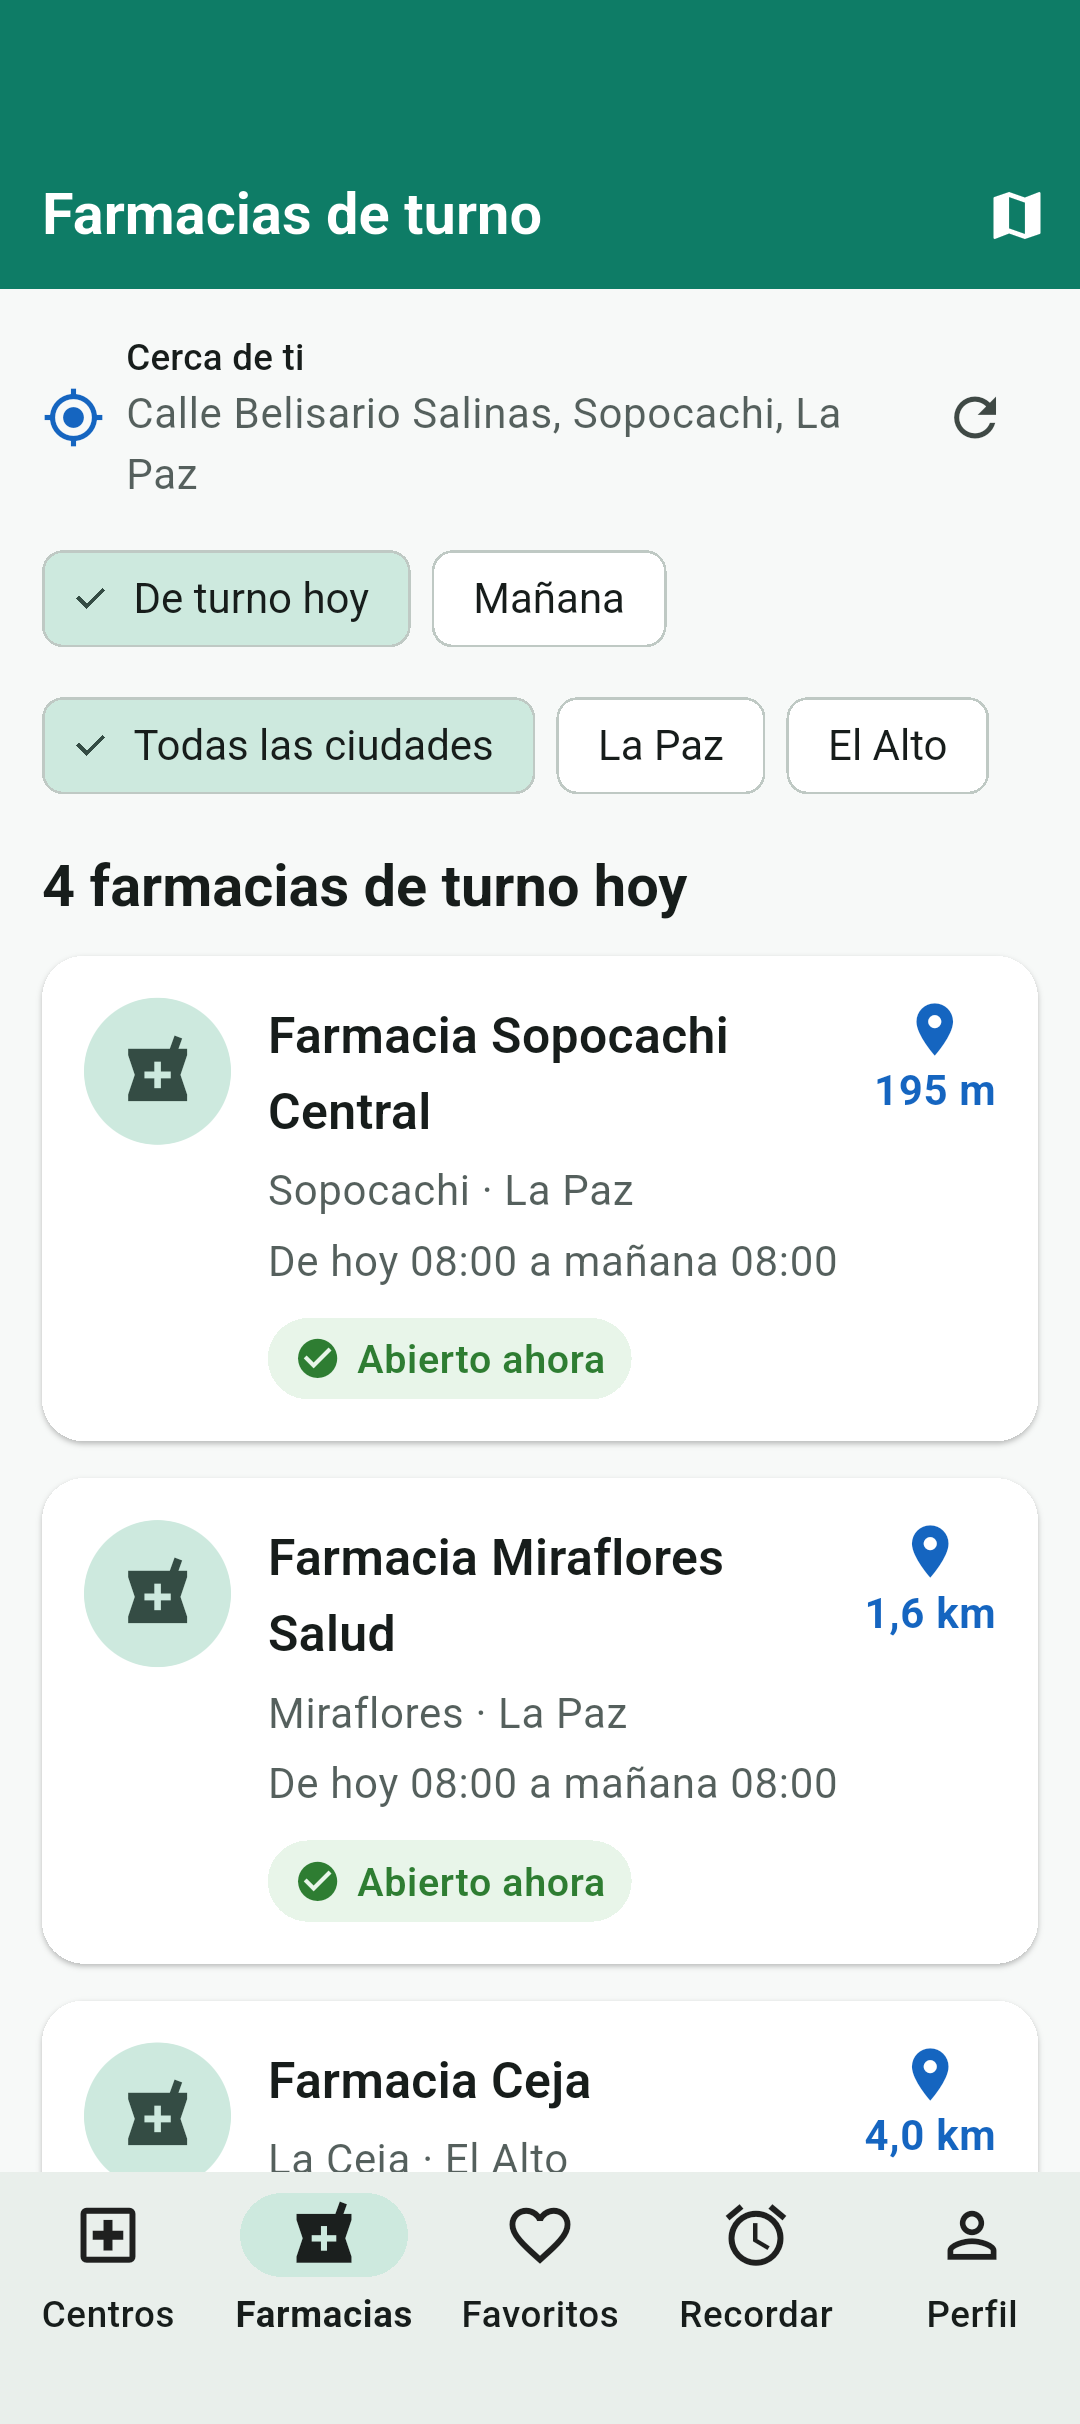 Farmacias de turno
Cerca de ti
Calle Belisario Salinas, Sopocachi, La
Paz
De turno hoy
Mañana
Todas las ciudades
La Paz
El Alto
4 farmacias de turno hoy
Farmacia Sopocachi
Central
195 m
Sopocachi · La Paz
De hoy 08:00 a mañana 08:00
Abierto ahora
Farmacia Miraflores
Salud
1,6 km
Miraflores · La Paz
De hoy 08:00 a mañana 08:00
Abierto ahora
Farmacia Ceja
4,0 km
La Ceja · El Alto
Centros
Farmacias
Favoritos
Recordar
Perfil